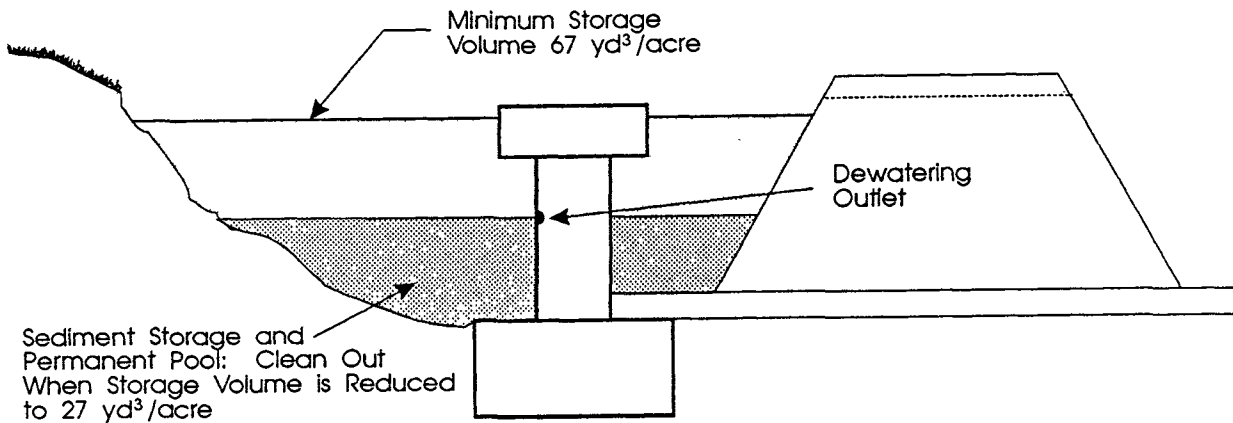 Minimum Storage
Volume 67 yd³/acre
Dewatering
Outlet
Sediment Storage and
Permanent Pool: Clean Out
When Storage Volume is Reduced
to 27 yd³/acre